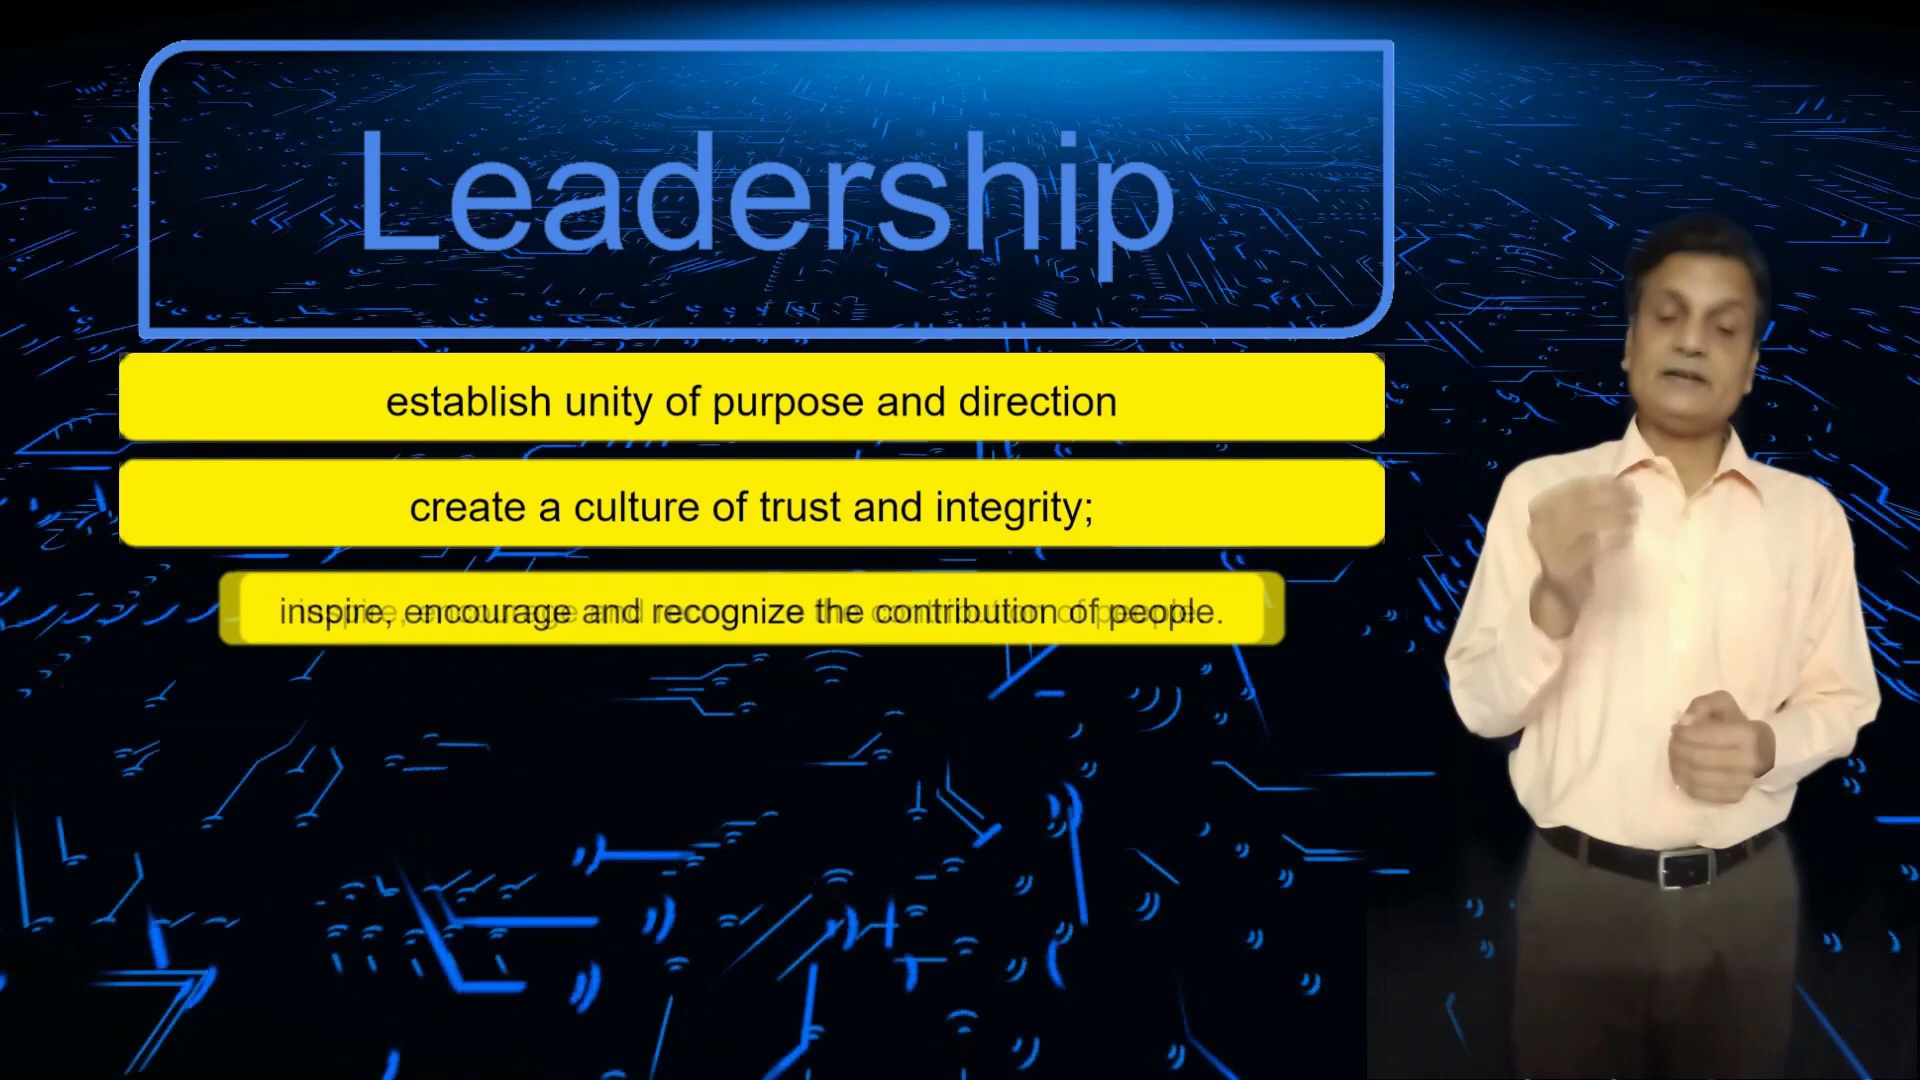 Leadership
establish unity of purpose and direction
create a culture of trust and integrity;
inspire, encourage and recognize the contribution of people.